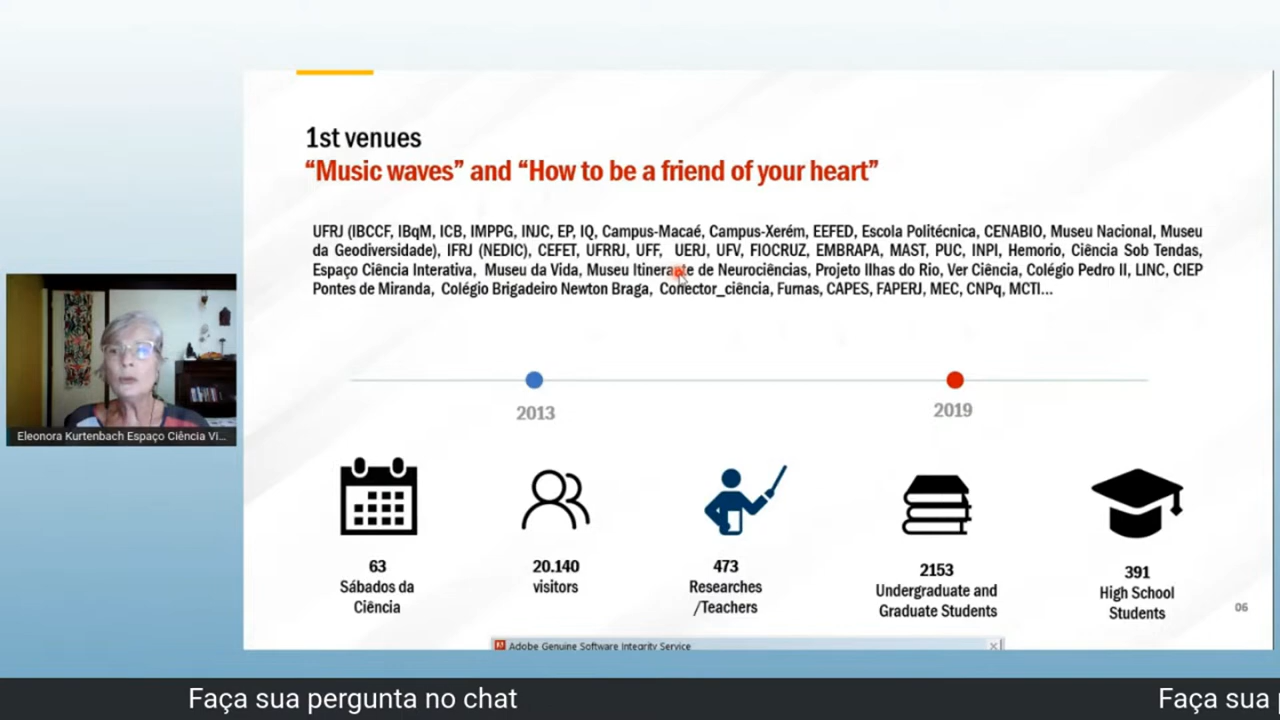 1st venues
“Music waves” and “How to be a friend of your heart”
UFRJ (IBCCF, IBqM, ICB, IMPPG, INJC, EP, IQ, Campus-Macaé, Campus-Xerém, EEFED, Escola Politécnica, CENABIO, Museu Nacional, Museu
da Geodiversidade), IFRJ (NEDIC), CEFET, UFRRJ, UFF, UERJ, UFV, FIOCRUZ, EMBRAPA, MAST, PUC, INPI, Hemorio, Ciência Sob Tendas,
Espaço Ciência Interativa, Museu da Vida, Museu Itinerante de Neurociências, Projeto Ilhas do Rio, Ver Ciência, Colégio Pedro II, LINC, CIEP
Pontes de Miranda, Colégio Brigadeiro Newton Braga, Conector_ciência, Furnas, CAPES, FAPERJ, MEC, CNPq, MCTI...
2013
2019
63
Sábados da
Ciência
20.140
visitors
473
Researches
/Teachers
2153
Undergraduate and
Graduate Students
391
High School
Students
06
Eleonora Kurtenbach Espaço Ciência Vi...
Adobe Genuine Software Integrity Service
Faça sua pergunta no chat
Faça sua